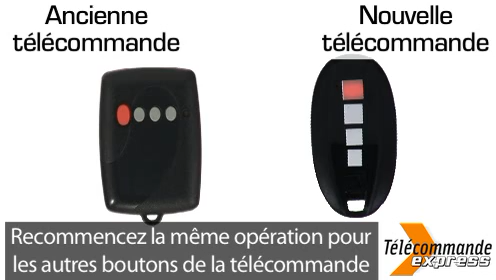 Ancienne
télécommande
Nouvelle
télécommande
Recommencez la même opération pour
les autres boutons de la télécommande
Télécommande
express